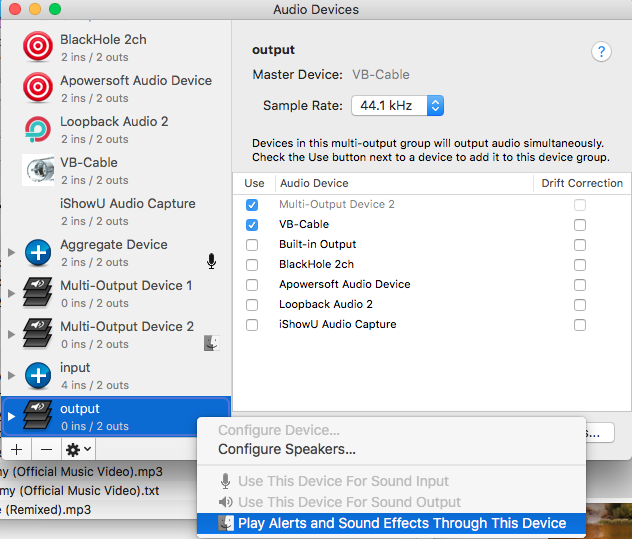 Audio Devices
BlackHole 2ch
2 ins / 2 outs
Apowersoft Audio Device
2 ins / 2 outs
Loopback Audio 2
2 ins / 2 outs
VB-Cable
2 ins / 2 outs
iShowU Audio Capture
2 ins / 2 outs
Aggregate Device
2 ins / 2 outs
Multi-Output Device 1
0 ins / 2 outs
Multi-Output Device 2
0 ins / 2 outs
input
4 ins / 2 outs
output
0 ins / 2 outs
output
?
Master Device: VB-Cable
Sample Rate: 44.1 kHz
Devices in this multi-output group will output audio simultaneously.
Check the Use button next to a device to add it to this device group.
Use Audio Device Drift Correction
Multi-Output Device 2
VB-Cable
Built-in Output
BlackHole 2ch
Apowersoft Audio Device
Loopback Audio 2
iShowU Audio Capture
s...
Configure Device...
Configure Speakers...
Use This Device For Sound Input
Use This Device For Sound Output
Play Alerts and Sound Effects Through This Device
my (Official Music Video).mp3
my (Official Music Video).txt
(Remixed).mp3